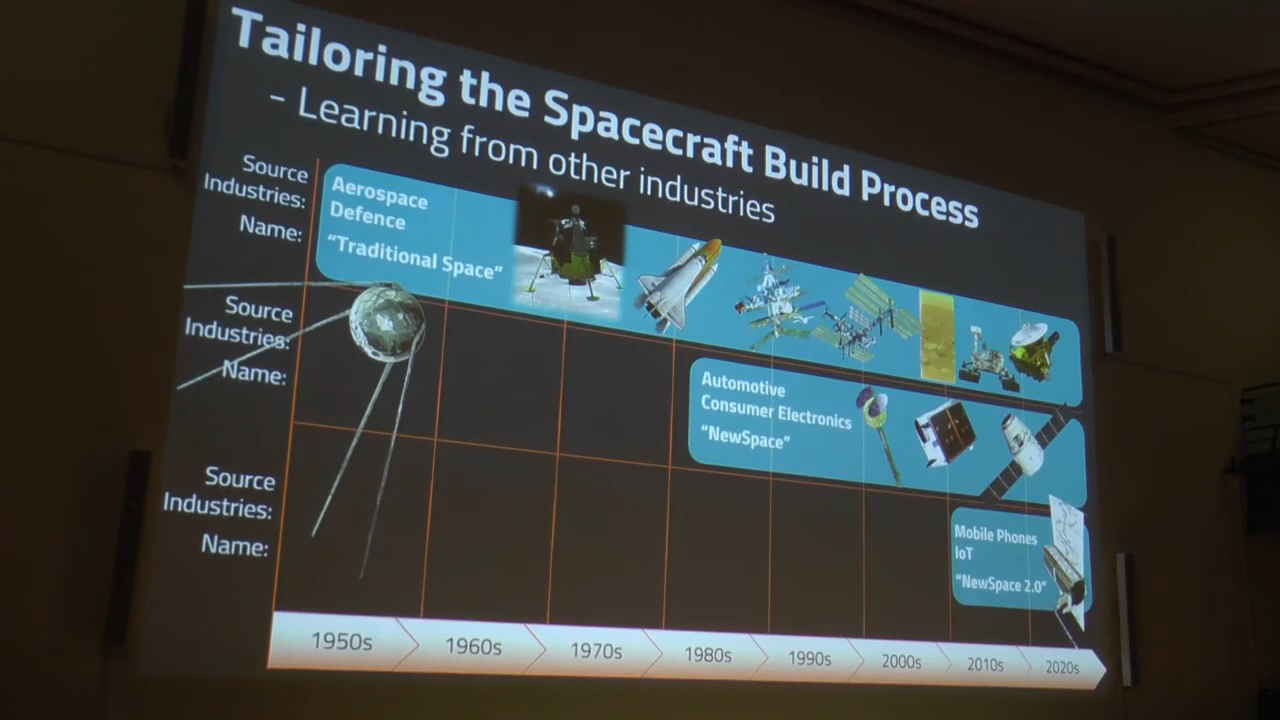 Tailoring the Spacecraft Build Process
- Learning from other industries
Source
Industries:
Name:
Aerospace
Defence
“Traditional Space”
Source
Industries:
Name:
Automotive
Consumer Electronics
“NewSpace”
Source
Industries:
Name:
Mobile Phones
IoT
“NewSpace 2.0”
1950s
1960s
1970s
1980s
1990s
2000s
2010s
2020s